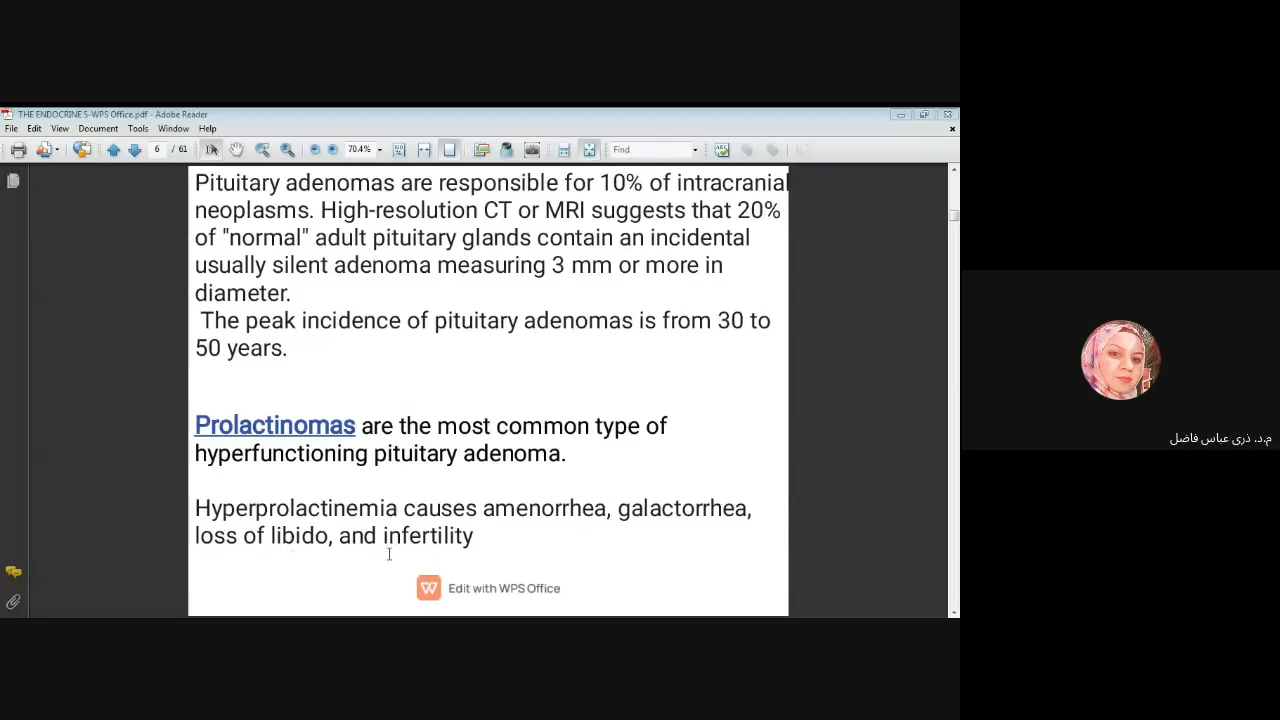 THE ENDOCRINE S-WPS Office.pdf - Adobe Reader
File Edit View Document Tools Window Help
6 / 61 70.4% Find
Pituitary adenomas are responsible for 10% of intracranial
neoplasms. High-resolution CT or MRI suggests that 20%
of "normal" adult pituitary glands contain an incidental
usually silent adenoma measuring 3 mm or more in
diameter.
The peak incidence of pituitary adenomas is from 30 to
50 years.
Prolactinomas are the most common type of
hyperfunctioning pituitary adenoma.
Hyperprolactinemia causes amenorrhea, galactorrhea,
loss of libido, and infertility
Edit with WPS Office
م.د. ذرى عباس فاضل